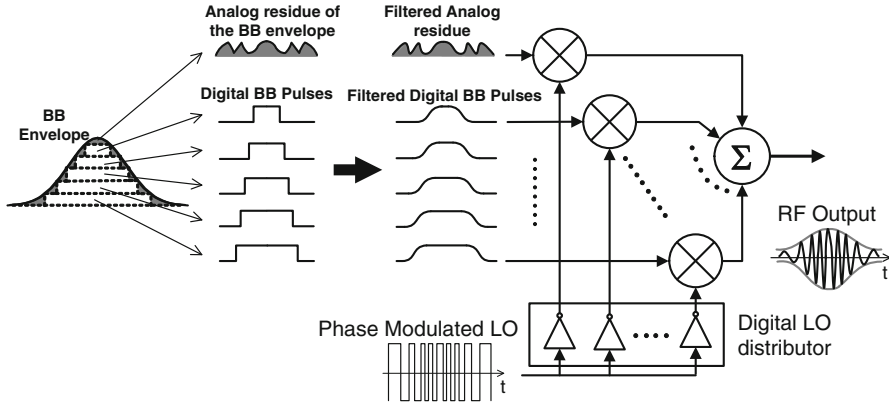 Analog residue of
the BB envelope
Filtered Analog
residue
BB
Envelope
Digital BB Pulses
Filtered Digital BB Pulses
Σ
RF Output
t
Phase Modulated LO
t
Digital LO
distributor